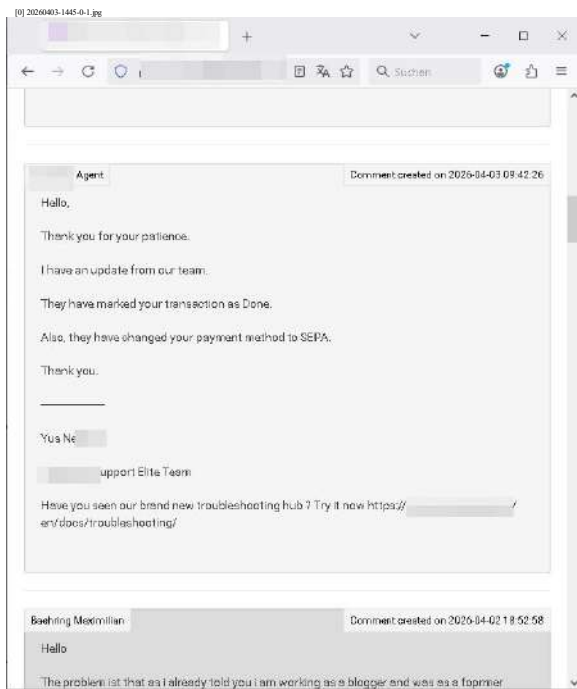 [0] 20260403-1445-0-1.jpg
Suchen
Agent
Comment created on 2026-04-03 09:42:26
Hello,
Thank you for your patience.
I have an update from our team.
They have marked your transaction as Done.
Also, they have changed your payment method to SEPA.
Thank you.
Yus Ne
upport Elite Team
Have you seen our brand new troubleshooting hub ? Try it now https://
/
en/docs/troubleshooting/
Baehring Maximilian
Comment created on 2026-04-02 18:52:58
Hello
The problem ist that as i already told you i am working as a blogger and was as a foprmer